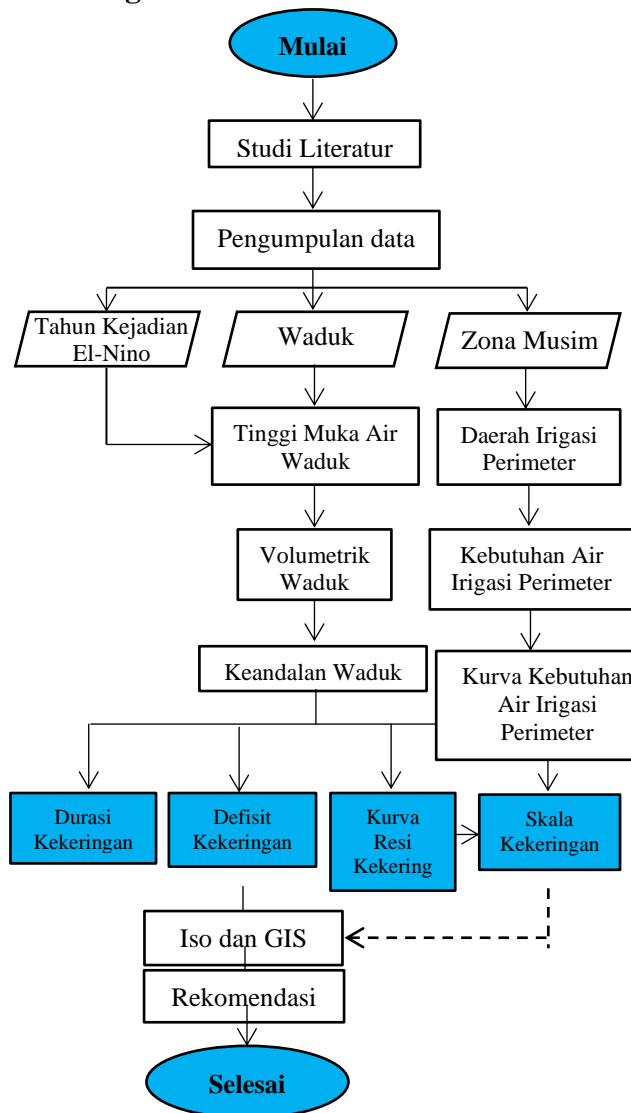 Mulai
Studi Literatur
Pengumpulan data
Tahun Kejadian
El-Nino
Waduk
Zona Musim
Tinggi Muka Air
Waduk
Daerah Irigasi
Perimeter
Volumetrik
Waduk
Kebutuhan Air
Irigasi Perimeter
Keandalan Waduk
Kurva Kebutuhan
Air Irigasi
Perimeter
Durasi
Kekeringan
Defisit
Kekeringan
Kurva
Resi
Kekering
Skala
Kekeringan
Iso dan GIS
Rekomendasi
Selesai